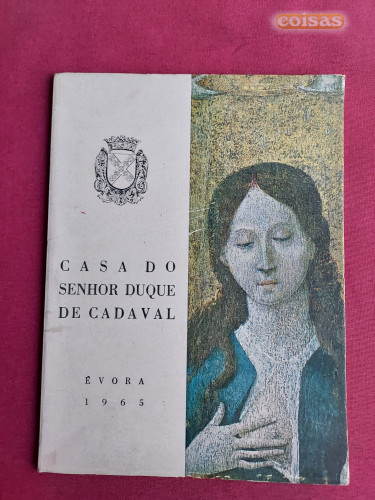 coisas
CASA DO
SENHOR DUQUE
DE CADAVAL
ÉVORA
1965